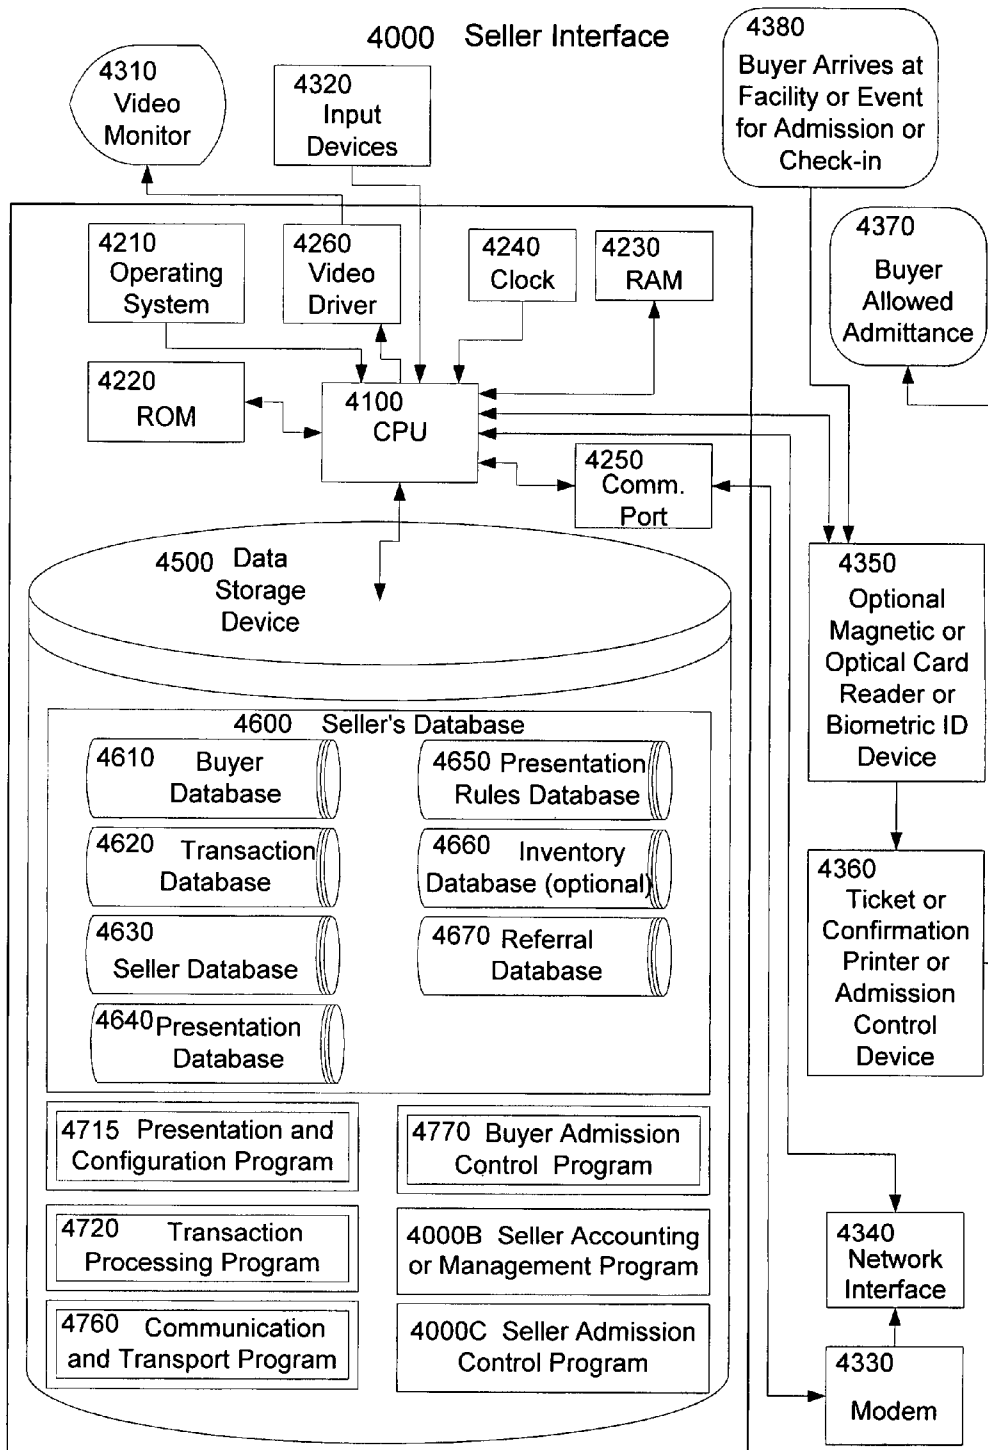 4000 Seller Interface
4310
Video
Monitor
4320
Input
Devices
4380
Buyer Arrives at
Facility or Event
for Admission or
Check-in
4210
Operating
System
4260
Video
Driver
4240
Clock
4230
RAM
4370
Buyer
Allowed
Admittance
4220
ROM
4100
CPU
4250
Comm.
Port
4500 Data
Storage
Device
4350
Optional
Magnetic or
Optical Card
Reader or
Biometric ID
Device
4600 Seller's Database
4610 Buyer
Database
4650 Presentation
Rules Database
4620 Transaction
Database
4660 Inventory
Database (optional)
4630
Seller Database
4670 Referral
Database
4640 Presentation
Database
4360
Ticket or
Confirmation
Printer or
Admission
Control
Device
4715 Presentation and
Configuration Program
4770 Buyer Admission
Control Program
4720 Transaction
Processing Program
4000B Seller Accounting
or Management Program
4760 Communication
and Transport Program
4000C Seller Admission
Control Program
4340
Network
Interface
4330
Modem